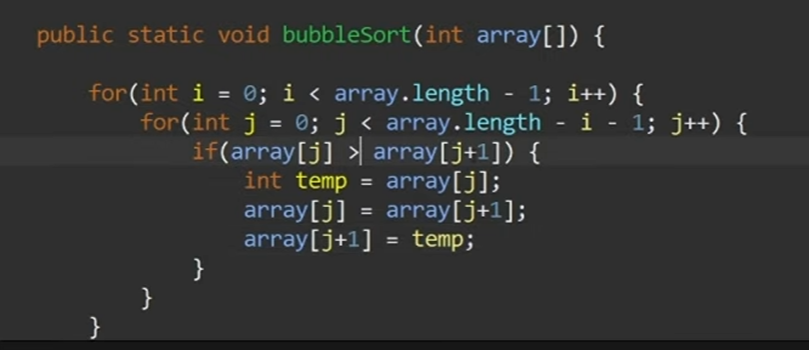 public static void bubbleSort(int array[]) {
for(int i = 0; i < array.length - 1; i++) {
for(int j = 0; j < array.length - i - 1; j++) {
if(array[j] > array[j+1]) {
int temp = array[j];
array[j] = array[j+1];
array[j+1] = temp;
}
}
}